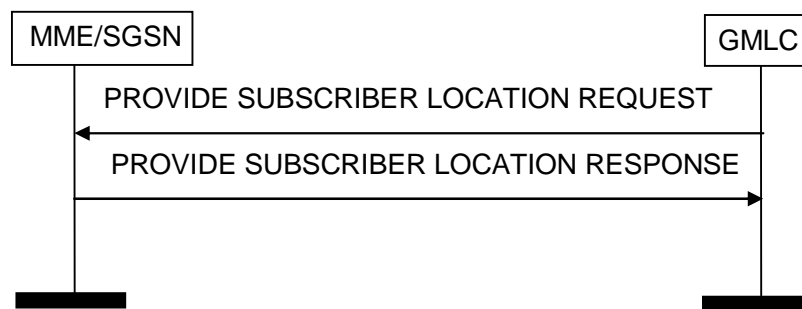 MME/SGSN
GMLC
PROVIDE SUBSCRIBER LOCATION REQUEST
PROVIDE SUBSCRIBER LOCATION RESPONSE